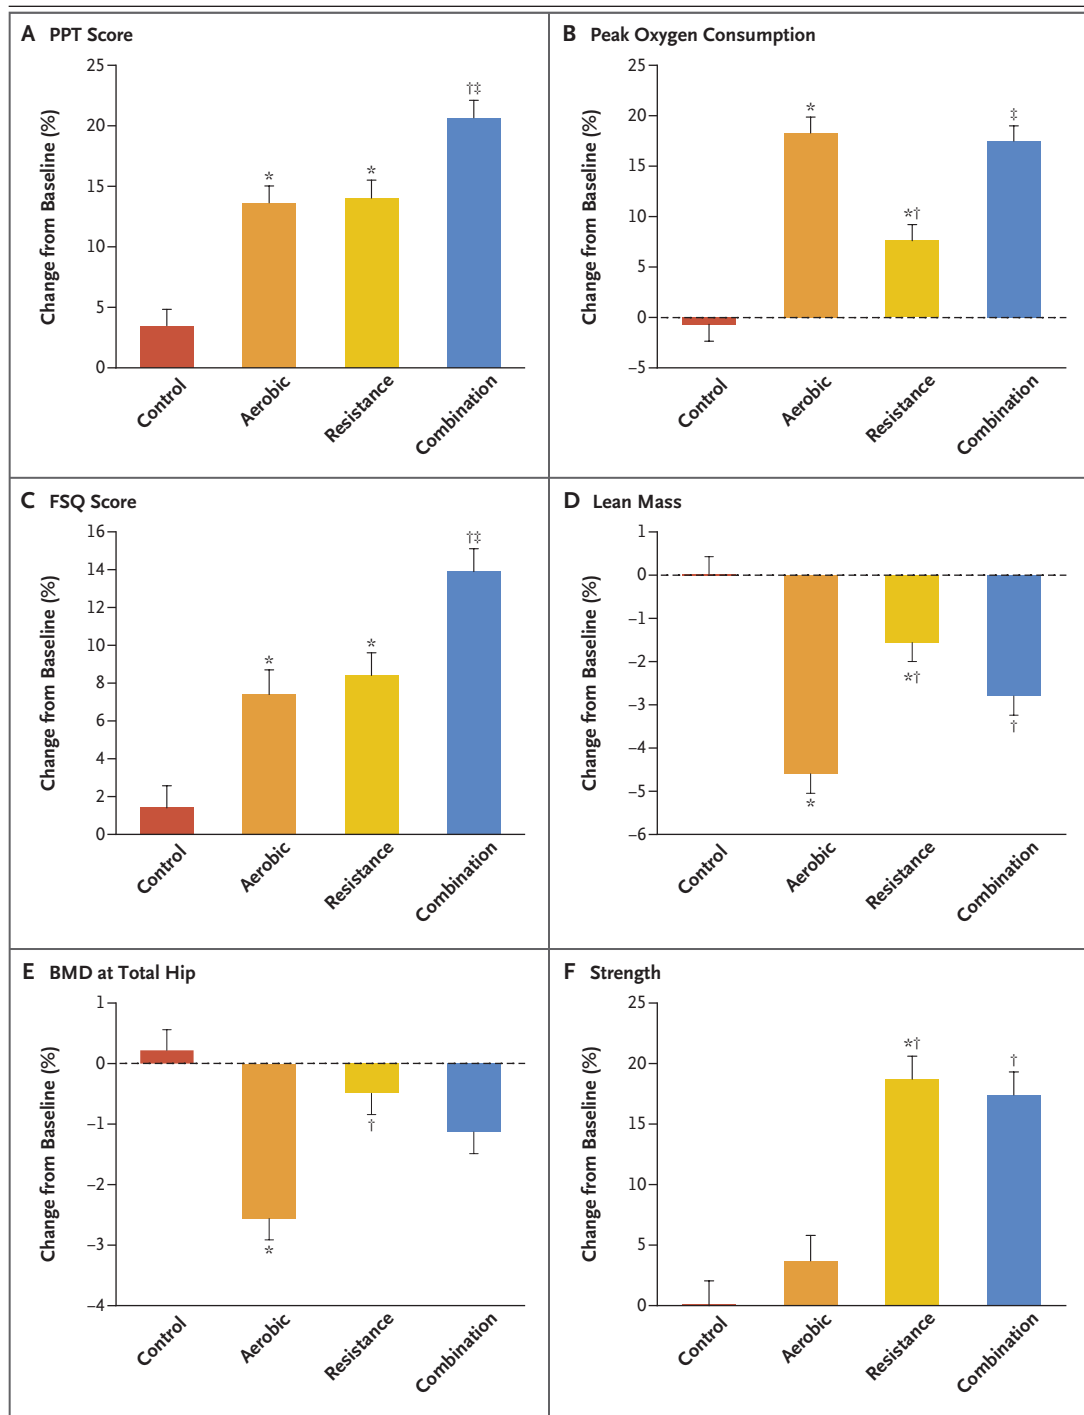 A PPT Score
Change from Baseline (%)
25
20
15
10
5
0
*
*
†‡
Control
Aerobic
Resistance
Combination
B Peak Oxygen Consumption
Change from Baseline (%)
25
20
15
10
5
0
–5
*
*†
‡
Control
Aerobic
Resistance
Combination
C FSQ Score
Change from Baseline (%)
16
14
12
10
8
6
4
2
0
*
*
†‡
Control
Aerobic
Resistance
Combination
D Lean Mass
Change from Baseline (%)
1
0
–1
–2
–3
–4
–5
–6
*
*†
†
Control
Aerobic
Resistance
Combination
E BMD at Total Hip
Change from Baseline (%)
1
0
–1
–2
–3
–4
*
†
Control
Aerobic
Resistance
Combination
F Strength
Change from Baseline (%)
25
20
15
10
5
0
*†
†
Control
Aerobic
Resistance
Combination